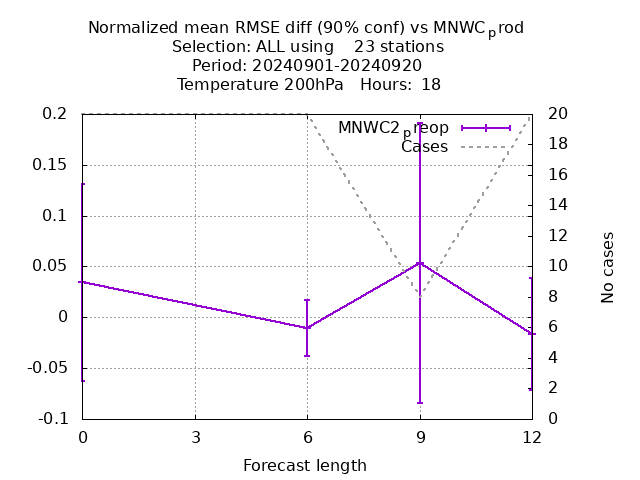 Normalized mean RMSE diff (90% conf) vs MNWC_prod
Selection: ALL using    23 stations
Period: 20240901-20240920
Temperature 200hPa   Hours:  18
0.2
0.15
0.1
0.05
0
-0.05
-0.1
20
18
16
14
12
10
8
6
4
2
0
MNWC2_preop
Cases
No cases
0
3
6
9
12
Forecast length